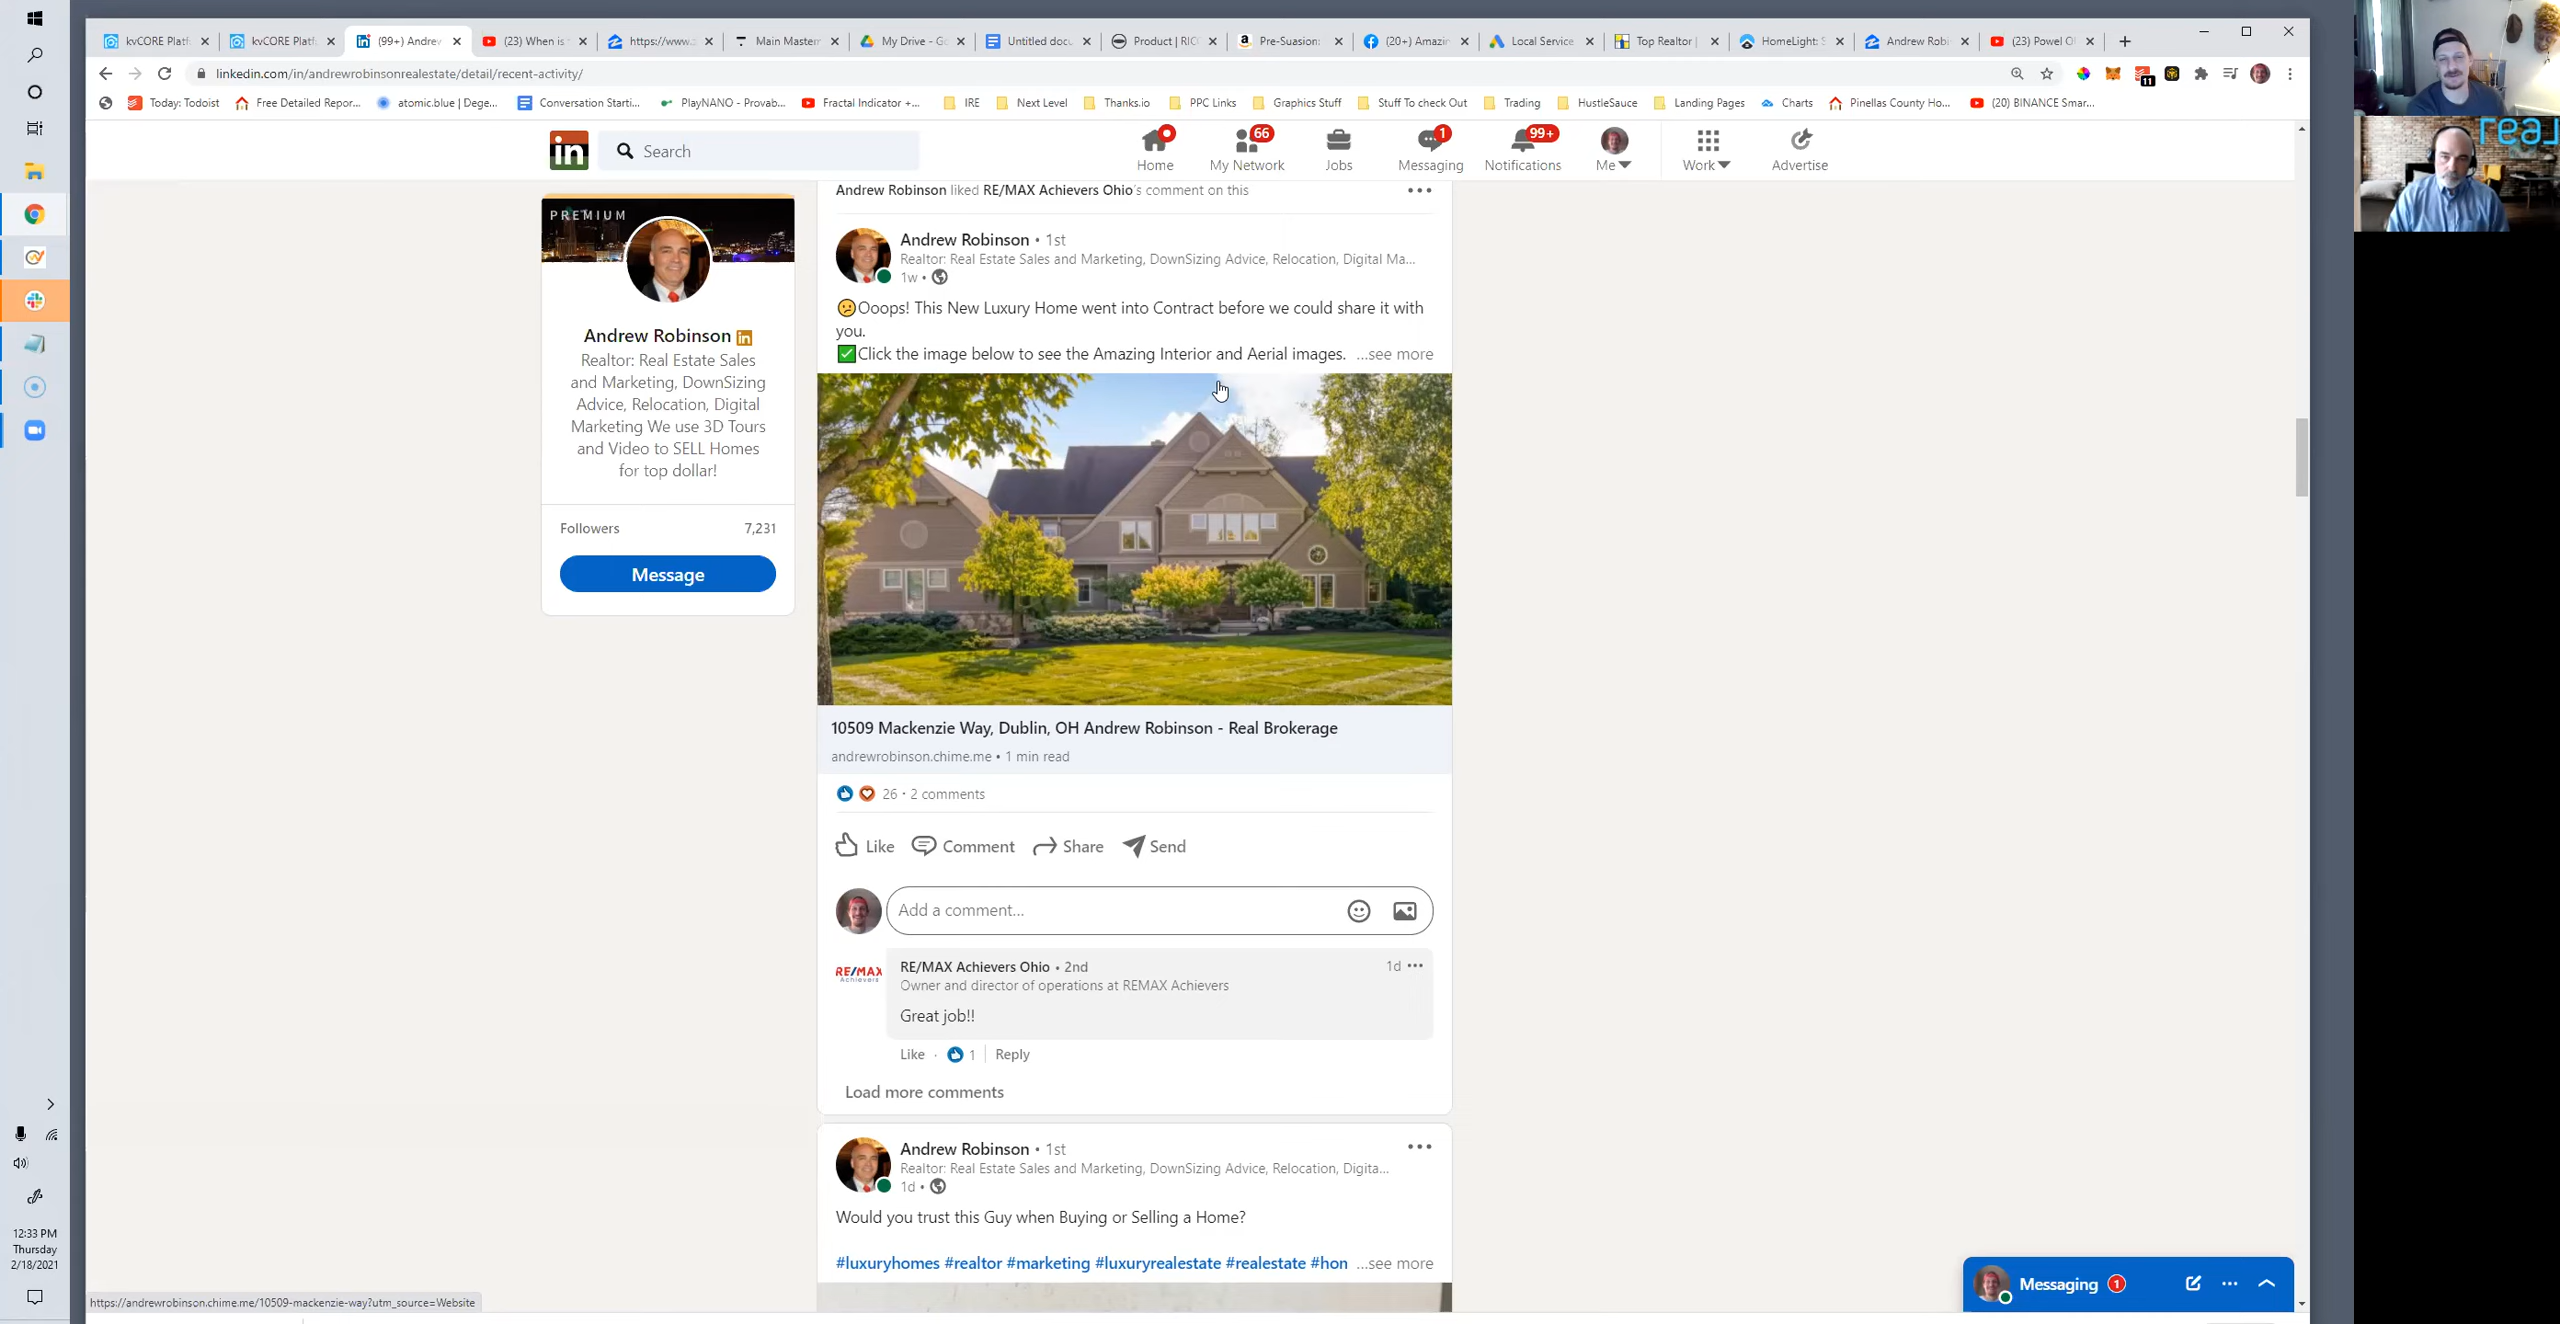 kvCORE Platf
kvCORE Platf
(99+) Andrew
(23) When is
https://www.
Main Master
My Drive - Go
Untitled docu
Product | RIC
Pre-Suasion:
(20+) Amazin
Local Service
Top Realtor |
HomeLight: S
Andrew Robi
(23) Powel O
linkedin.com/in/andrewrobinsonrealestate/detail/recent-activity/
11
Today: Todoist
Free Detailed Repor...
atomic.blue | Dege...
Conversation Starti...
PlayNANO - Provab...
Fractal Indicator +...
IRE
Next Level
Thanks.io
PPC Links
Graphics Stuff
Stuff To check Out
Trading
HustleSauce
Landing Pages
Charts
Pinellas County Ho...
(20) BINANCE Smar...
in
Search
Home
66
My Network
Jobs
1
Messaging
99+
Notifications
Me
Work
Advertise
real
PREMIUM
Andrew Robinson in
Realtor: Real Estate Sales
and Marketing, DownSizing
Advice, Relocation, Digital
Marketing We use 3D Tours
and Video to SELL Homes
for top dollar!
Followers 7,231
Message
Andrew Robinson liked RE/MAX Achievers Ohio's comment on this
Andrew Robinson • 1st
Realtor: Real Estate Sales and Marketing, DownSizing Advice, Relocation, Digital Ma...
1w •
😕Ooops! This New Luxury Home went into Contract before we could share it with
you.
✅Click the image below to see the Amazing Interior and Aerial images. ...see more
10509 Mackenzie Way, Dublin, OH Andrew Robinson - Real Brokerage
andrewrobinson.chime.me • 1 min read
26 · 2 comments
Like Comment Share Send
Add a comment...
RE/MAX
Achievers
RE/MAX Achievers Ohio • 2nd
1d
Owner and director of operations at REMAX Achievers
Great job!!
Like · 1 | Reply
Load more comments
Andrew Robinson • 1st
Realtor: Real Estate Sales and Marketing, DownSizing Advice, Relocation, Digita...
1d •
Would you trust this Guy when Buying or Selling a Home?
#luxuryhomes #realtor #marketing #luxuryrealestate #realestate #hon ...see more
Messaging 1
https://andrewrobinson.chime.me/10509-mackenzie-way?utm_source=Website
12:33 PM
Thursday
2/18/2021